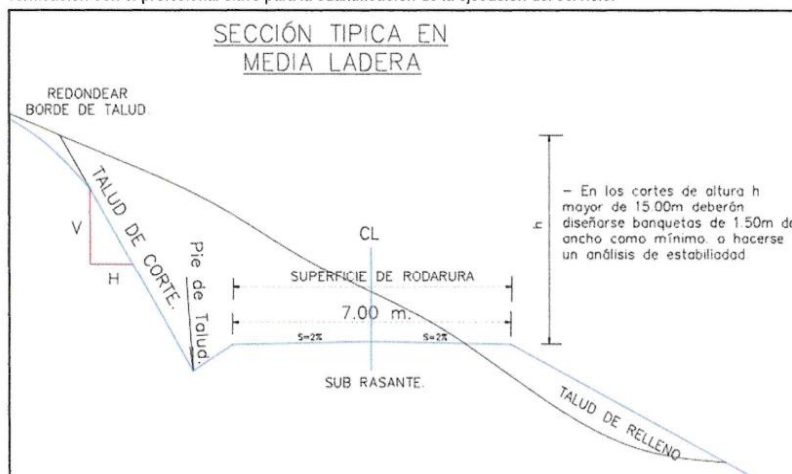 SECCIÓN TIPICA EN
MEDIA LADERA
REDONDEAR
BORDE DE TALUD
TALUD DE CORTE.
V
H
Pie de Talud.
CL
SUPERFICIE DE RODARURA
7.00 m.
S=2%
S=2%
SUB RASANTE.
TALUD DE RELLENO
h
– En los cortes de altura h
mayor de 15.00m deberán
diseñarse banquetas de 1.50m de
ancho como mínimo. o hacerse
un análisis de estabiliadad